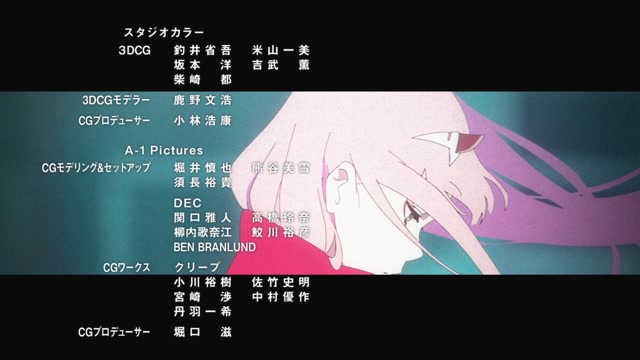 スタジオカラー
3DCG 釣井省吾 米山一美
坂本 洋 吉武 薫
柴崎 都
3DCGモデラー 鹿野文浩
CGプロデューサー 小林浩康
A-1 Pictures
CGモデリング&セットアップ 堀井慎也 熊谷美雪
須長裕貴
DEC
関口雅人 高橋玲奈
柳内歌奈江 鮫川裕彦
BEN BRANLUND
CGワークス クリープ
小川裕樹 佐竹史明
宮崎 渉 中村優作
丹羽一希
CGプロデューサー 堀口 滋